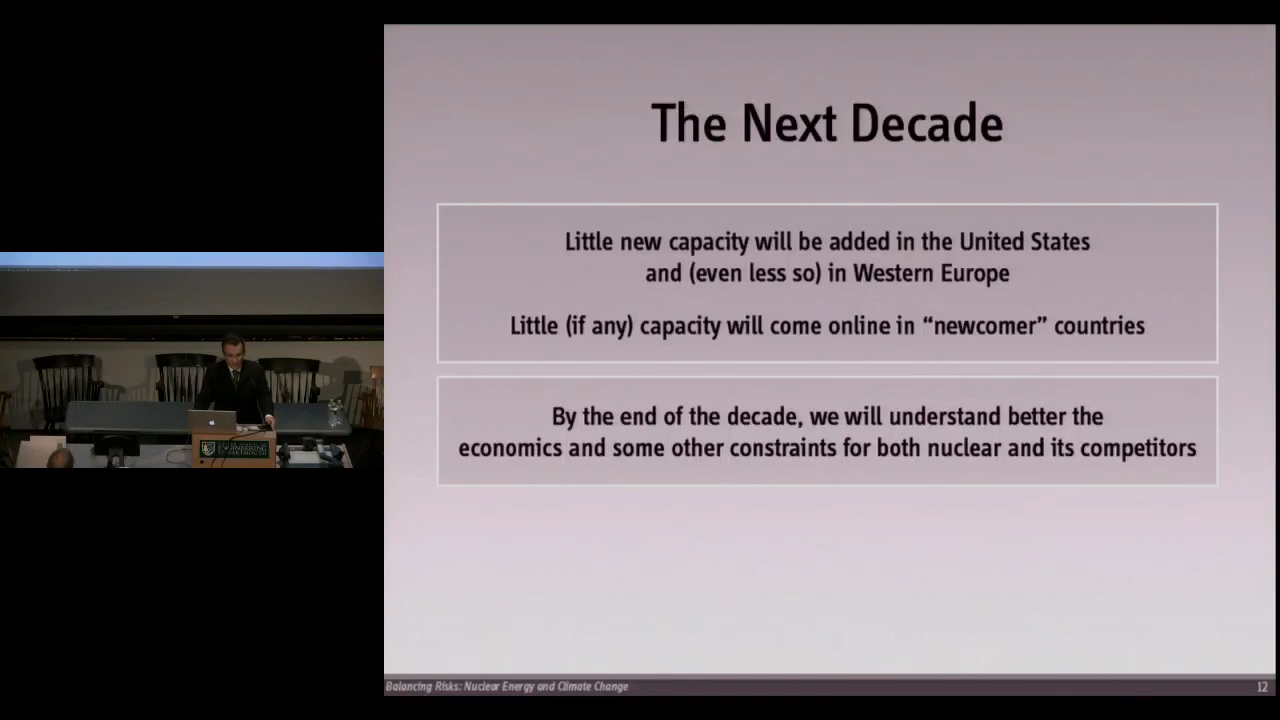 The Next Decade
Little new capacity will be added in the United States
and (even less so) in Western Europe
Little (if any) capacity will come online in “newcomer” countries
By the end of the decade, we will understand better the
economics and some other constraints for both nuclear and its competitors
Balancing Risks: Nuclear Energy and Climate Change
12
ENGINEERING
AT DARTMOUTH